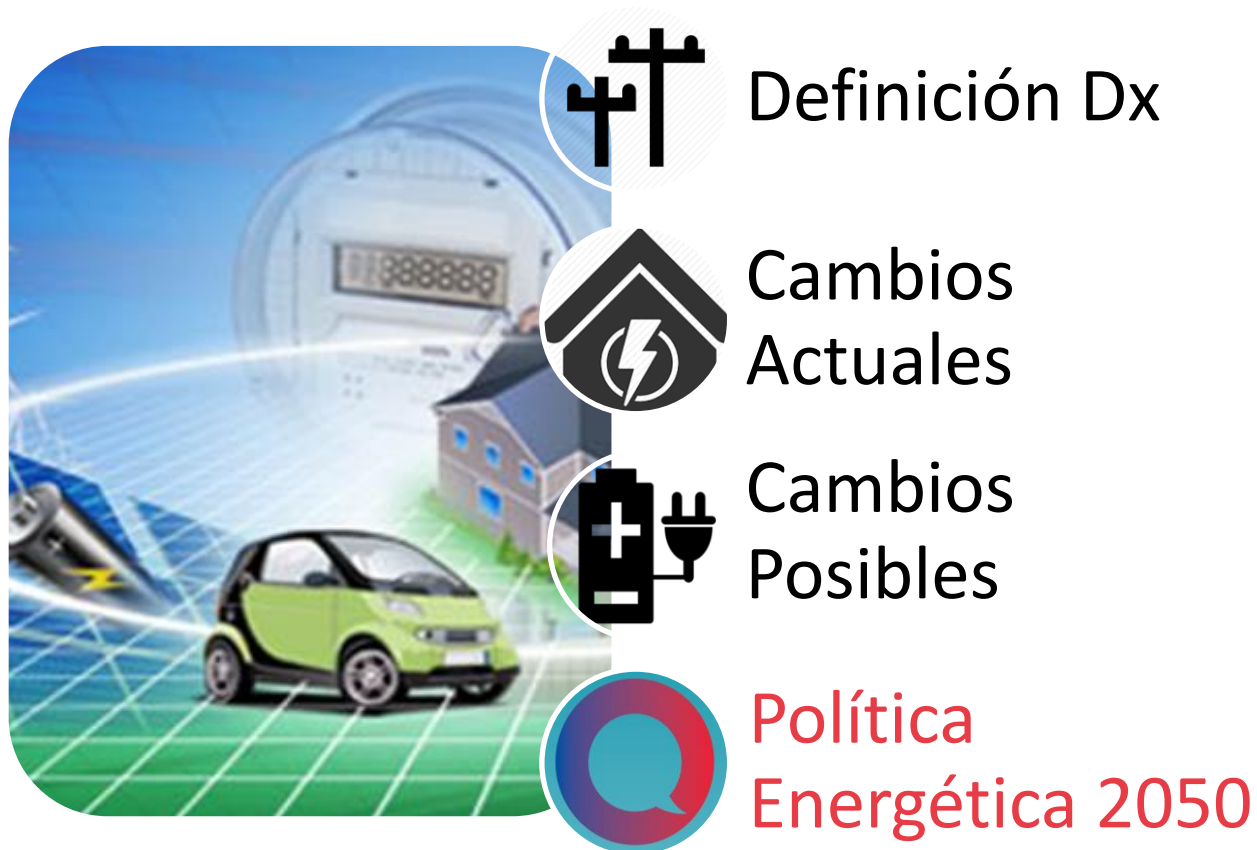 Definición Dx
Cambios
Actuales
Cambios
Posibles
Política
Energética 2050